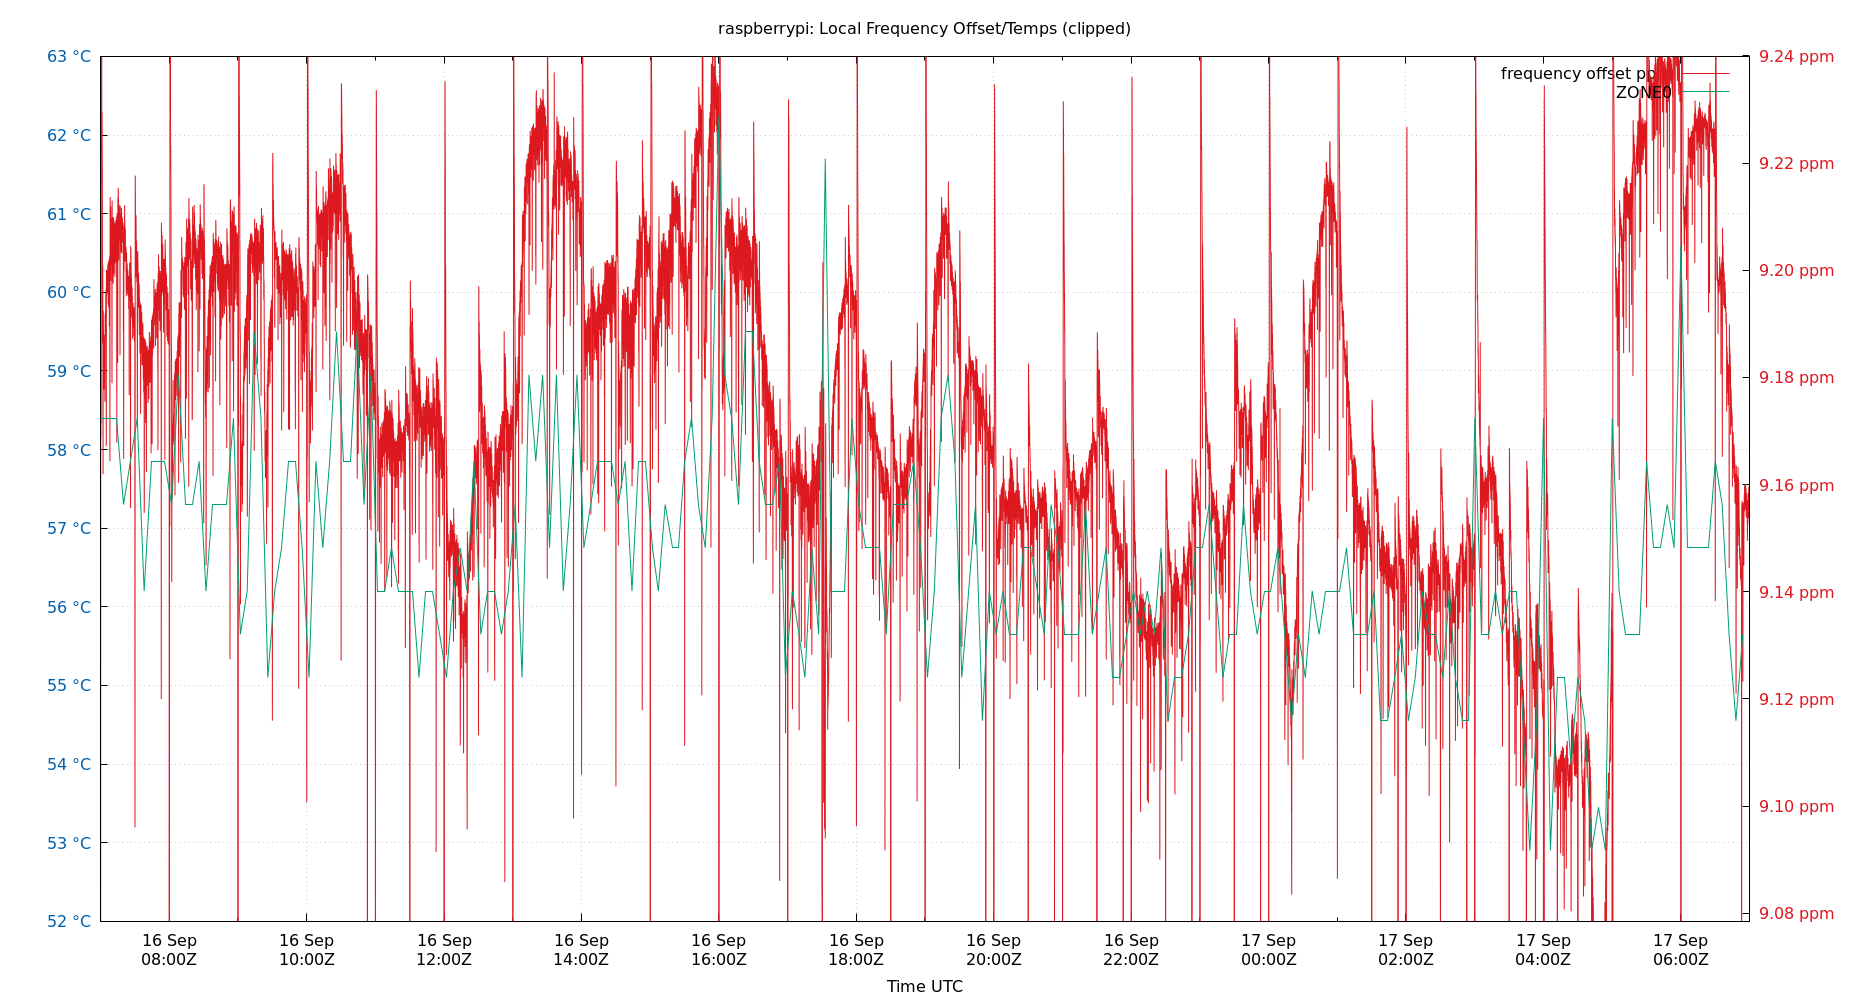 raspberrypi: Local Frequency Offset/Temps (clipped)
63 °C
62 °C
61 °C
60 °C
59 °C
58 °C
57 °C
56 °C
55 °C
54 °C
53 °C
52 °C
9.24 ppm
9.22 ppm
9.20 ppm
9.18 ppm
9.16 ppm
9.14 ppm
9.12 ppm
9.10 ppm
9.08 ppm
frequency offset
ZONE0
16 Sep
08:00Z
16 Sep
10:00Z
16 Sep
12:00Z
16 Sep
14:00Z
16 Sep
16:00Z
16 Sep
18:00Z
16 Sep
20:00Z
16 Sep
22:00Z
17 Sep
00:00Z
17 Sep
02:00Z
17 Sep
04:00Z
17 Sep
06:00Z
Time UTC